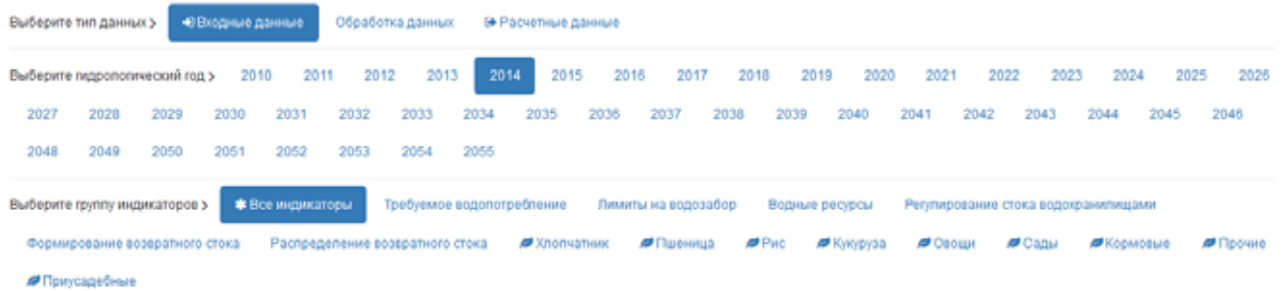 Выберите тип данных > Входные данные Обработка данных Расчетные данные
Выберите гидрологический год > 2010 2011 2012 2013 2014 2015 2016 2017 2018 2019 2020 2021 2022 2023 2024 2025 2026
2027 2028 2029 2030 2031 2032 2033 2034 2035 2036 2037 2038 2039 2040 2041 2042 2043 2044 2045 2046
2048 2049 2050 2051 2052 2053 2054 2055
Выберите группу индикаторов > Все индикаторы Требуемое водопотребление Лимиты на водозабор Водные ресурсы Регулирование стока водохранилищами
Формирование возвратного стока Распределение возвратного стока Хлопчатник Пшеница Рис Кукуруза Овощи Сады Кормовые Прочие
Приусадебные